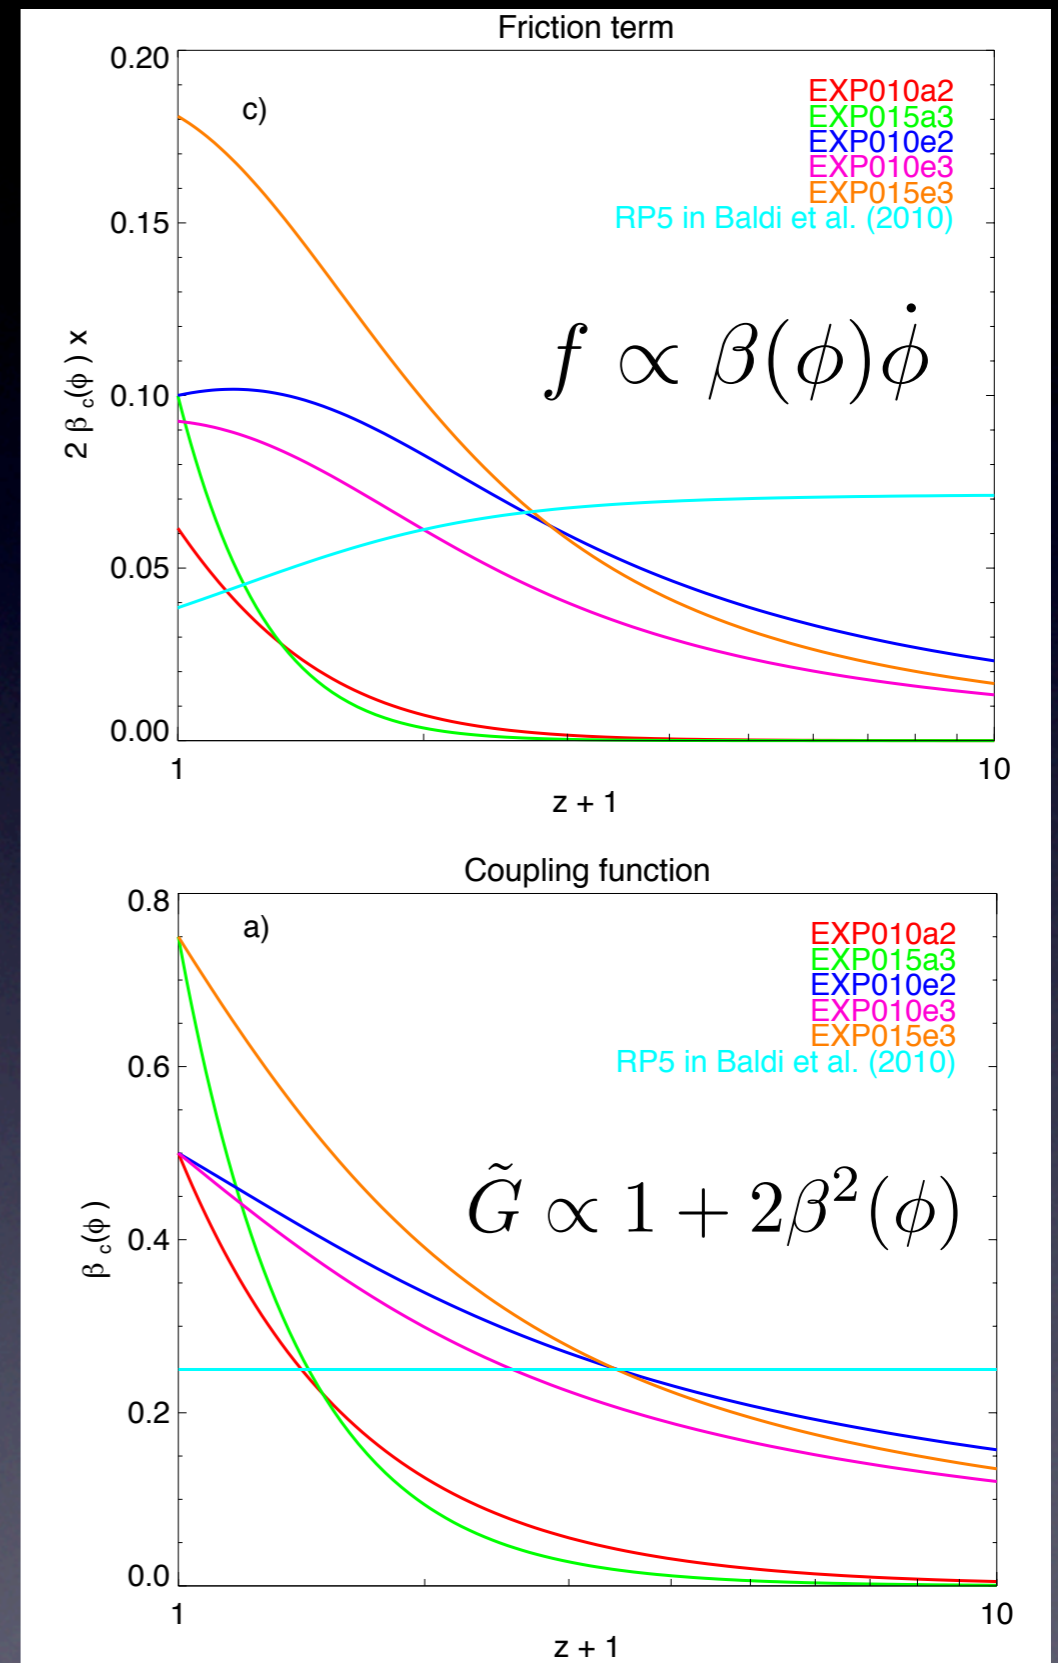 Friction term
0.20
c)
EXP010a2
EXP015a3
EXP010e2
EXP010e3
EXP015e3
RP5 in Baldi et al. (2010)
0.15
f ∝ β(ϕ)ϕ̇
2 β c(ϕ ) x
0.10
0.05
0.00
1
10
z + 1
Coupling function
0.8
a)
EXP010a2
EXP015a3
EXP010e2
EXP010e3
EXP015e3
RP5 in Baldi et al. (2010)
0.6
G̃ ∝ 1 + 2β²(ϕ)
β c(ϕ )
0.4
0.2
0.0
1
10
z + 1